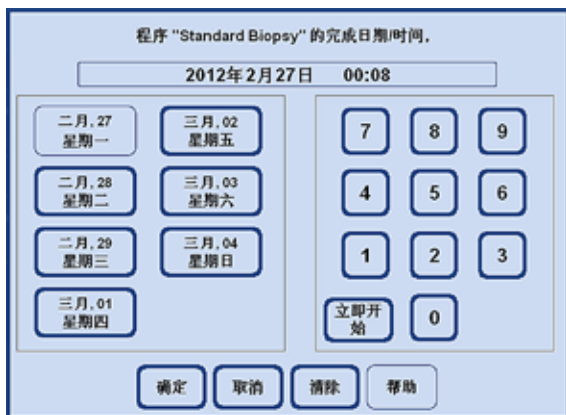 程序 "Standard Biopsy" 的完成日期/时间。
2012年2月27日 00:08
二月,27
星期一
三月,02
星期五
二月,28
星期二
三月,03
星期六
二月,29
星期三
三月,04
星期日
三月,01
星期四
7 8 9
4 5 6
1 2 3
立即开
始
0
确定 取消 清除 帮助